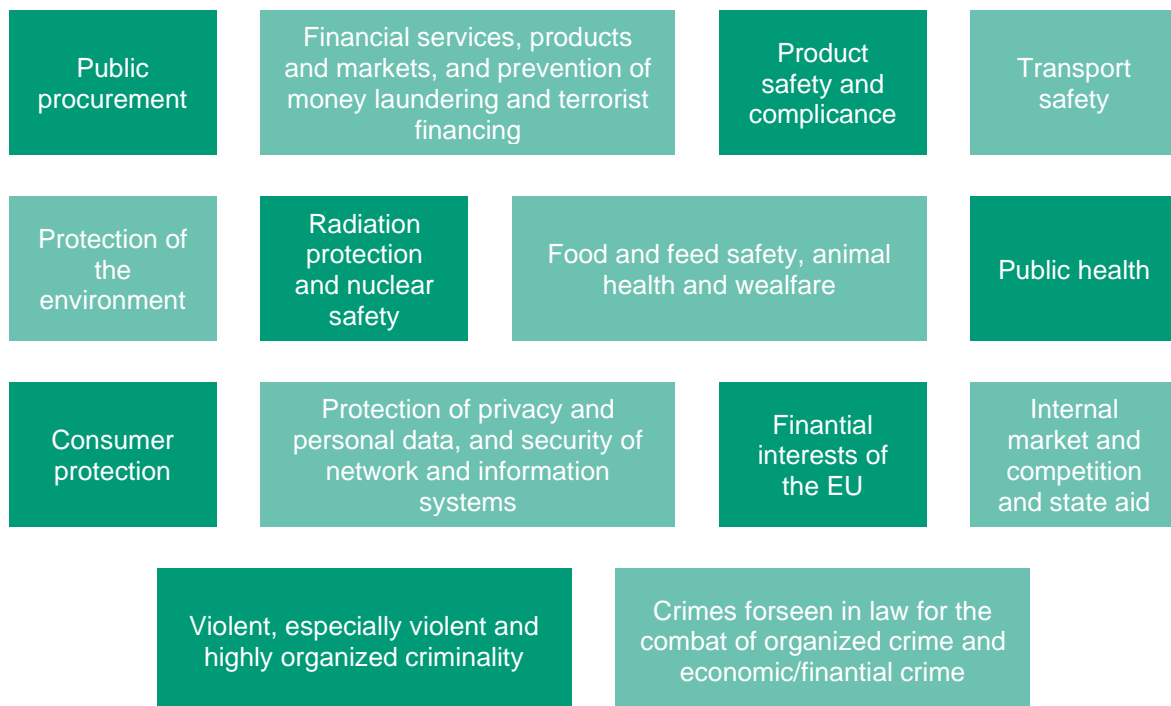 Public
procurement
Financial services, products
and markets, and prevention of
money laundering and terrorist
financing
Product
safety and
complicance
Transport
safety
Protection of
the
environment
Radiation
protection
and nuclear
safety
Food and feed safety, animal
health and wealfare
Public health
Consumer
protection
Protection of privacy and
personal data, and security of
network and information
systems
Finantial
interests of
the EU
Internal
market and
competition
and state aid
Violent, especially violent and
highly organized criminality
Crimes forseen in law for the
combat of organized crime and
economic/finantial crime